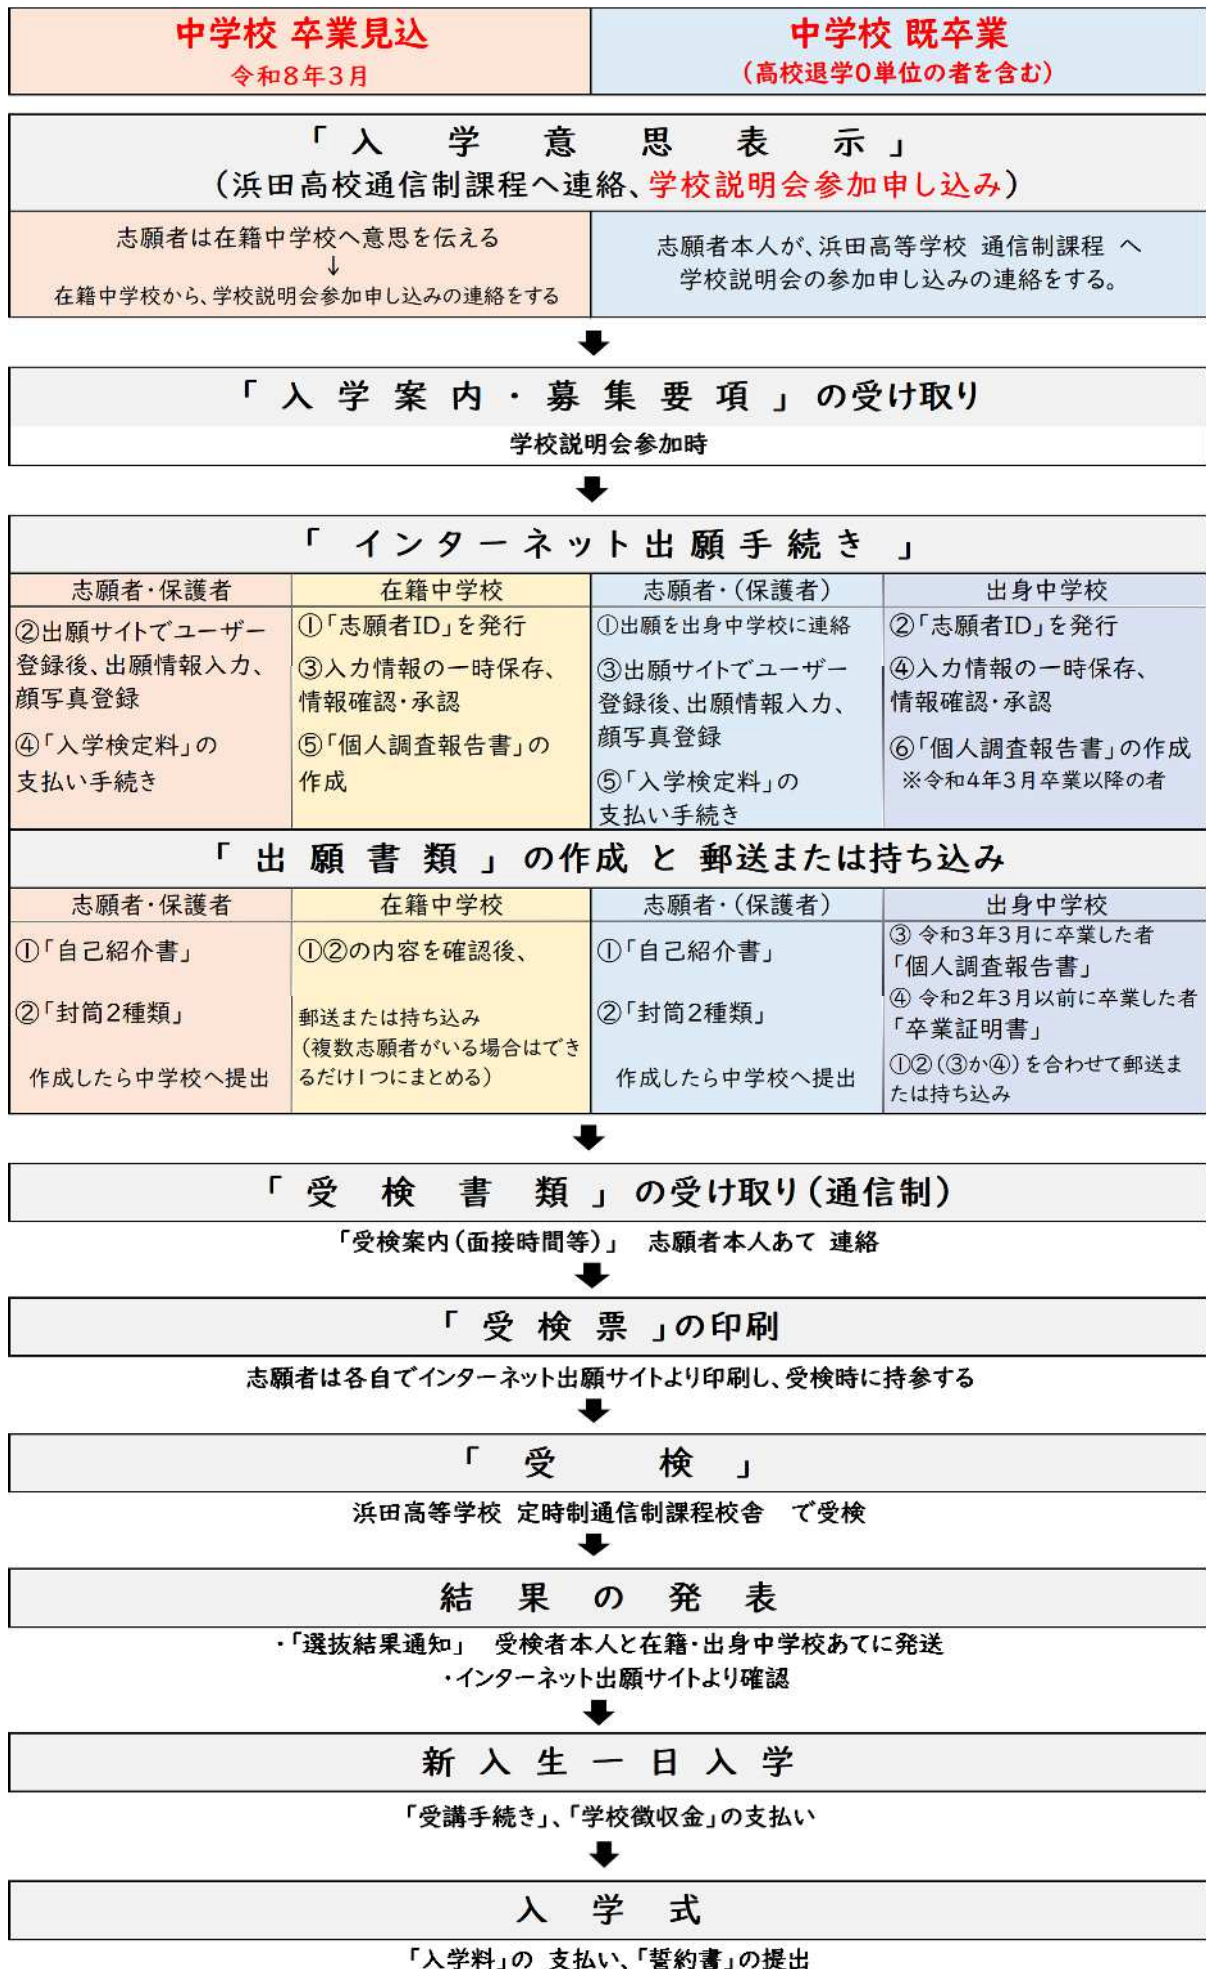 中学校 卒業見込
令和8年3月
中学校 既卒業
(高校退学0単位の者を含む)
「入学意思表示」
(浜田高校通信制課程へ連絡、学校説明会参加申し込み)
志願者は在籍中学校へ意思を伝える
↓
在籍中学校から、学校説明会参加申し込みの連絡をする
志願者本人が、浜田高等学校 通信制課程 へ
学校説明会の参加申し込みの連絡をする。
「入学案内・募集要項」の受け取り
学校説明会参加時
「インターネット出願手続き」
志願者・保護者
②出願サイトでユーザー
登録後、出願情報入力、
顔写真登録
④「入学検定料」の
支払い手続き
在籍中学校
①「志願者ID」を発行
③入力情報の一時保存、
情報確認・承認
⑤「個人調査報告書」の
作成
志願者・(保護者)
①出願を出身中学校に連絡
③出願サイトでユーザー
登録後、出願情報入力、
顔写真登録
⑤「入学検定料」の
支払い手続き
出身中学校
②「志願者ID」を発行
④入力情報の一時保存、
情報確認・承認
⑥「個人調査報告書」の作成
※令和4年3月卒業以降の者
「出願書類」の作成 と 郵送または持ち込み
志願者・保護者
①「自己紹介書」
②「封筒2種類」
作成したら中学校へ提出
在籍中学校
①②の内容を確認後、
郵送または持ち込み
(複数志願者がいる場合はでき
るだけ1つにまとめる)
志願者・(保護者)
①「自己紹介書」
②「封筒2種類」
作成したら中学校へ提出
出身中学校
③ 令和3年3月に卒業した者
「個人調査報告書」
④ 令和2年3月以前に卒業した者
「卒業証明書」
①②(③か④)を合わせて郵送ま
たは持ち込み
「受検書類」の受け取り(通信制)
「受検案内(面接時間等)」 志願者本人あて 連絡
「受検票」の印刷
志願者は各自でインターネット出願サイトより印刷し、受検時に持参する
「受検」
浜田高等学校 定時制通信制課程校舎 で受検
結果の発表
・「選抜結果通知」 受検者本人と在籍・出身中学校あてに発送
・インターネット出願サイトより確認
新入生一日入学
「受講手続き」、「学校徴収金」の支払い
入学式
「入学料」の 支払い、「誓約書」の提出